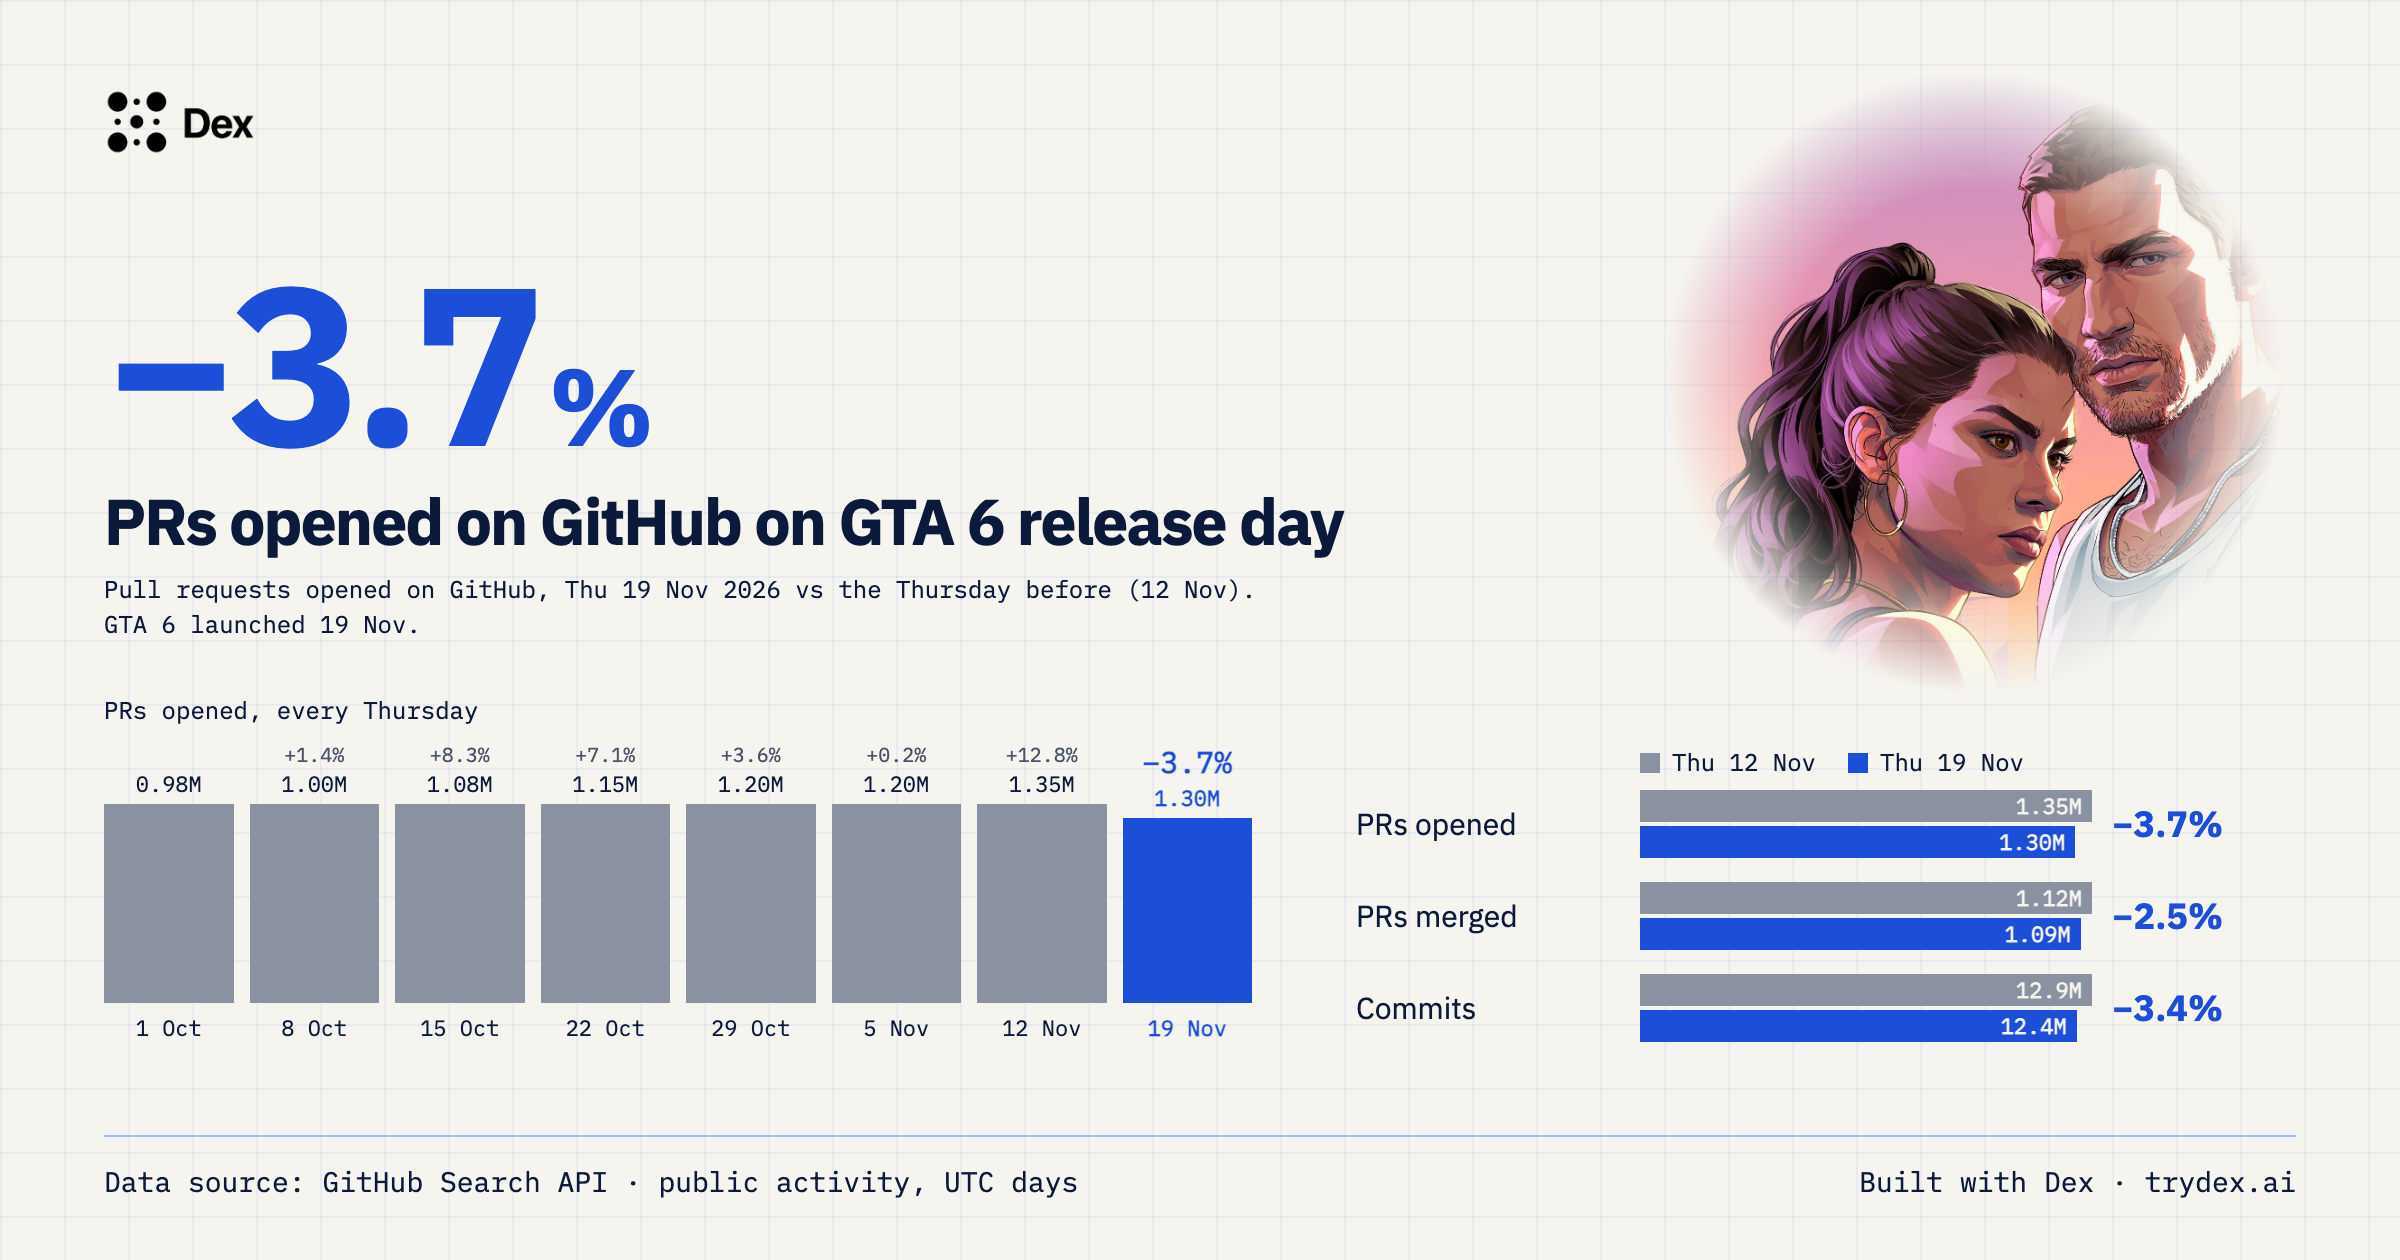 Dex
−3.7%
PRs opened on GitHub on GTA 6 release day
Pull requests opened on GitHub, Thu 19 Nov 2026 vs the Thursday before (12 Nov).
GTA 6 launched 19 Nov.
PRs opened, every Thursday
+1.4% +8.3% +7.1% +3.6% +0.2% +12.8% −3.7%
0.98M 1.00M 1.08M 1.15M 1.20M 1.20M 1.35M 1.30M
1 Oct 8 Oct 15 Oct 22 Oct 29 Oct 5 Nov 12 Nov 19 Nov
Thu 12 Nov Thu 19 Nov
PRs opened 1.35M 1.30M −3.7%
PRs merged 1.12M 1.09M −2.5%
Commits 12.9M 12.4M −3.4%
Data source: GitHub Search API · public activity, UTC days
Built with Dex · trydex.ai